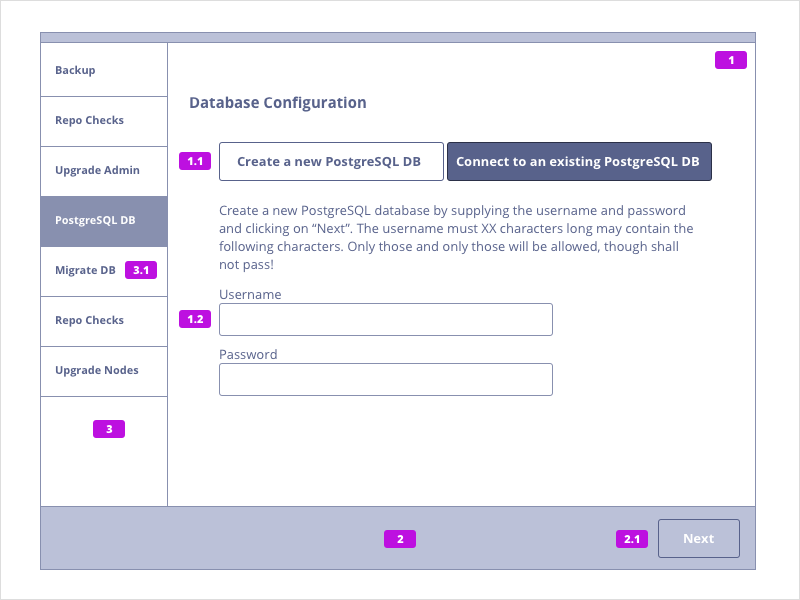 Backup
Repo Checks
Upgrade Admin
PostgreSQL DB
Migrate DB 3.1
Repo Checks
Upgrade Nodes
3
1
Database Configuration
1.1 Create a new PostgreSQL DB Connect to an existing PostgreSQL DB
Create a new PostgreSQL database by supplying the username and password
and clicking on “Next”. The username must XX characters long may contain the
following characters. Only those and only those will be allowed, though shall
not pass!
Username
1.2
Password
2 2.1 Next